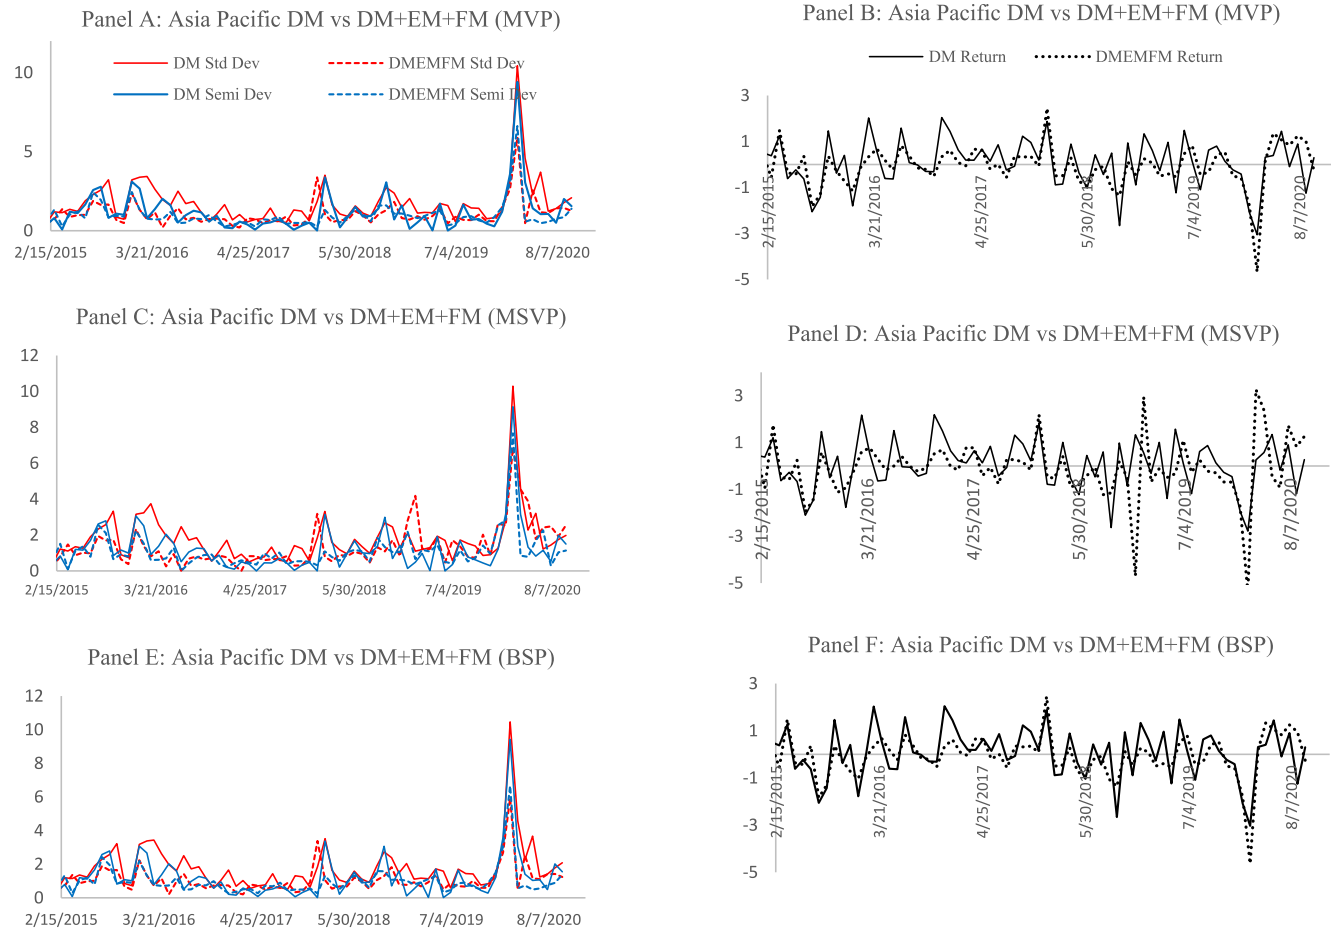 Panel A: Asia Pacific DM vs DM+EM+FM (MVP)
DM Std Dev
DMEMFM Std Dev
DM Semi Dev
DMEMFM Semi Dev
10
5
0
2/15/2015 3/21/2016 4/25/2017 5/30/2018 7/4/2019 8/7/2020
Panel B: Asia Pacific DM vs DM+EM+FM (MVP)
DM Return
DMEMFM Return
3
1
-1
-3
-5
2/15/2015 3/21/2016 4/25/2017 5/30/2018 7/4/2019 8/7/2020
Panel C: Asia Pacific DM vs DM+EM+FM (MSVP)
12
10
8
6
4
2
0
2/15/2015 3/21/2016 4/25/2017 5/30/2018 7/4/2019 8/7/2020
Panel D: Asia Pacific DM vs DM+EM+FM (MSVP)
3
1
-1
-3
-5
2/15/2015 3/21/2016 4/25/2017 5/30/2018 7/4/2019 8/7/2020
Panel E: Asia Pacific DM vs DM+EM+FM (BSP)
12
10
8
6
4
2
0
2/15/2015 3/21/2016 4/25/2017 5/30/2018 7/4/2019 8/7/2020
Panel F: Asia Pacific DM vs DM+EM+FM (BSP)
3
1
-1
-3
-5
2/15/2015 3/21/2016 4/25/2017 5/30/2018 7/4/2019 8/7/2020